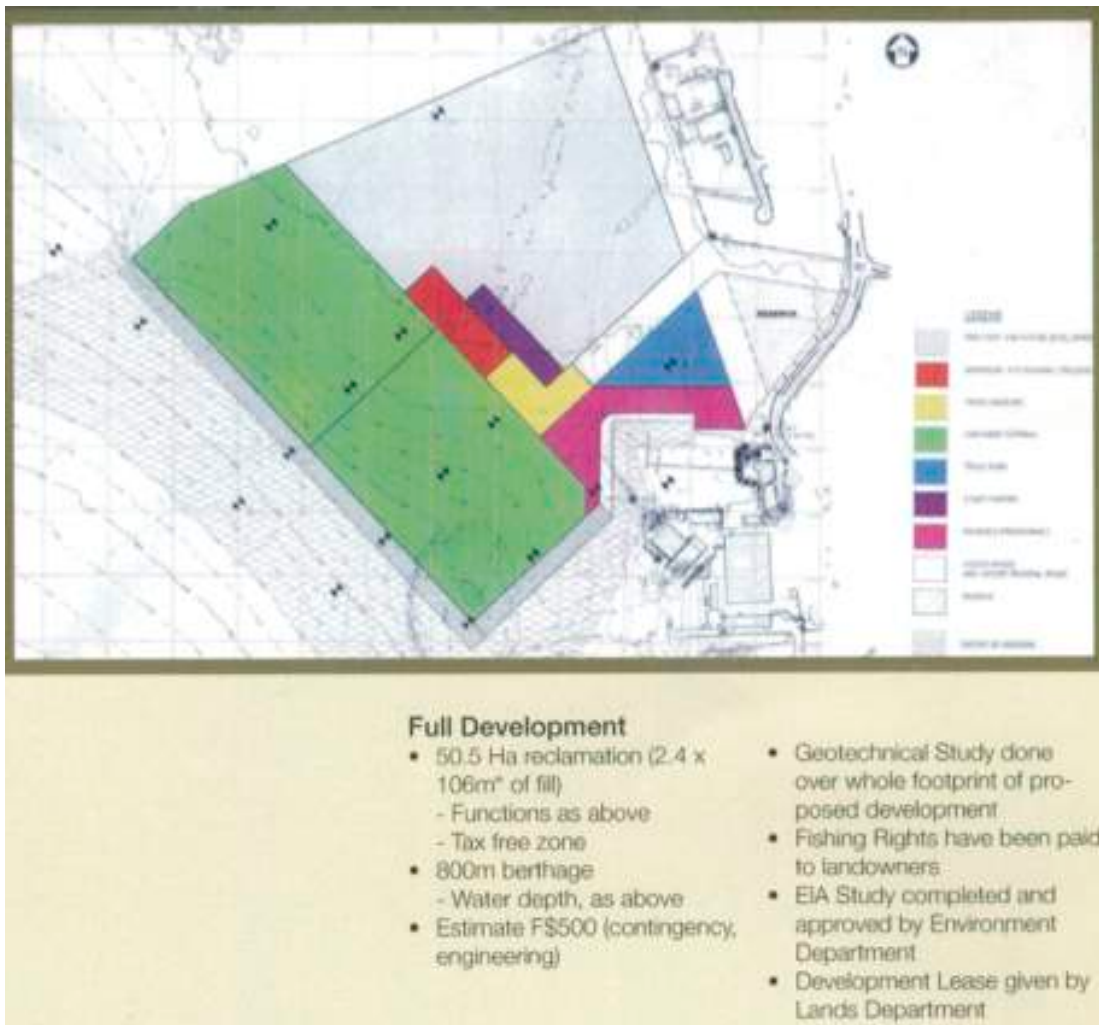 RESERVE
LEGEND
Full Development
• 50.5 Ha reclamation (2.4 x
106m" of fill)
- Functions as above
- Tax free zone
• 800m berthage
- Water depth, as above
• Estimate F$500 (contingency,
engineering)
• Geotechnical Study done
over whole footprint of pro-
posed development
• Fishing Rights have been paid
to landowners
• EIA Study completed and
approved by Environment
Department
• Development Lease given by
Lands Department